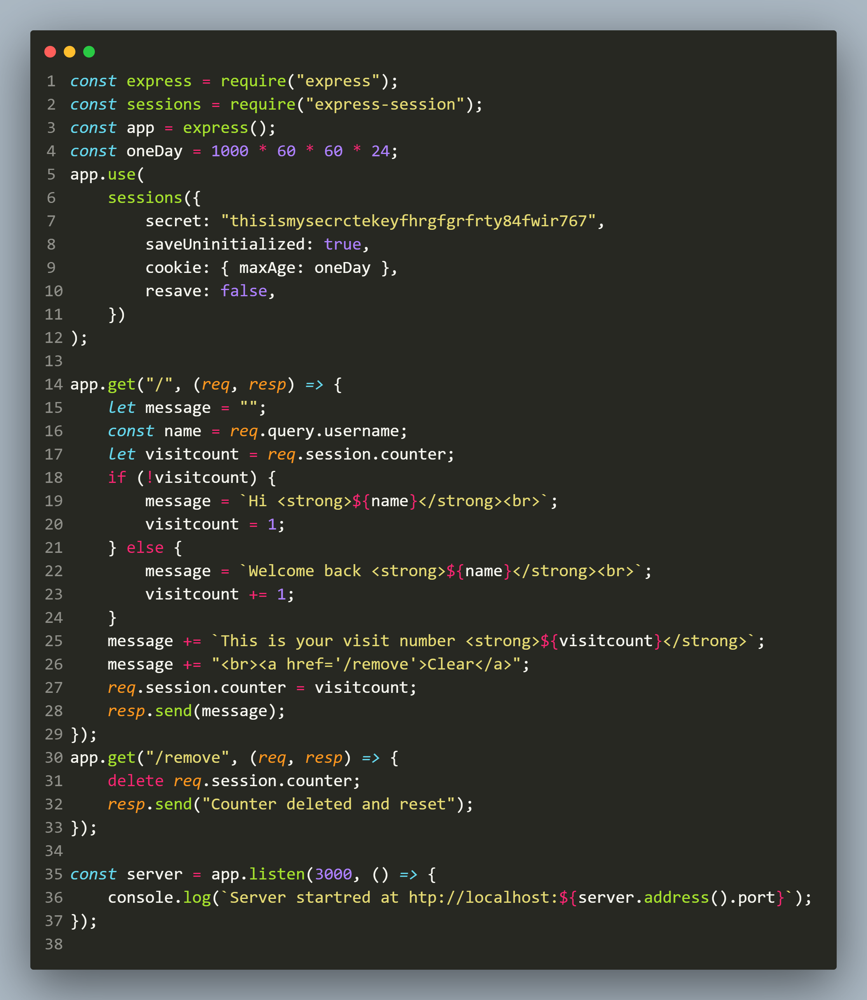 1 const express = require("express");
2 const sessions = require("express-session");
3 const app = express();
4 const oneDay = 1000 * 60 * 60 * 24;
5 app.use(
6     sessions({
7         secret: "thisismysecrctekeyfhrgfgrfrty84fwir767",
8         saveUninitialized: true,
9         cookie: { maxAge: oneDay },
10         resave: false,
11     })
12 );
13
14 app.get("/", (req, resp) => {
15     let message = "";
16     const name = req.query.username;
17     let visitcount = req.session.counter;
18     if (!visitcount) {
19         message = `Hi <strong>${name}</strong><br>`;
20         visitcount = 1;
21     } else {
22         message = `Welcome back <strong>${name}</strong><br>`;
23         visitcount += 1;
24     }
25     message += `This is your visit number <strong>${visitcount}</strong>`;
26     message += "<br><a href='/remove'>Clear</a>";
27     req.session.counter = visitcount;
28     resp.send(message);
29 });
30 app.get("/remove", (req, resp) => {
31     delete req.session.counter;
32     resp.send("Counter deleted and reset");
33 });
34
35 const server = app.listen(3000, () => {
36     console.log(`Server startred at htp://localhost:${server.address().port}`);
37 });
38